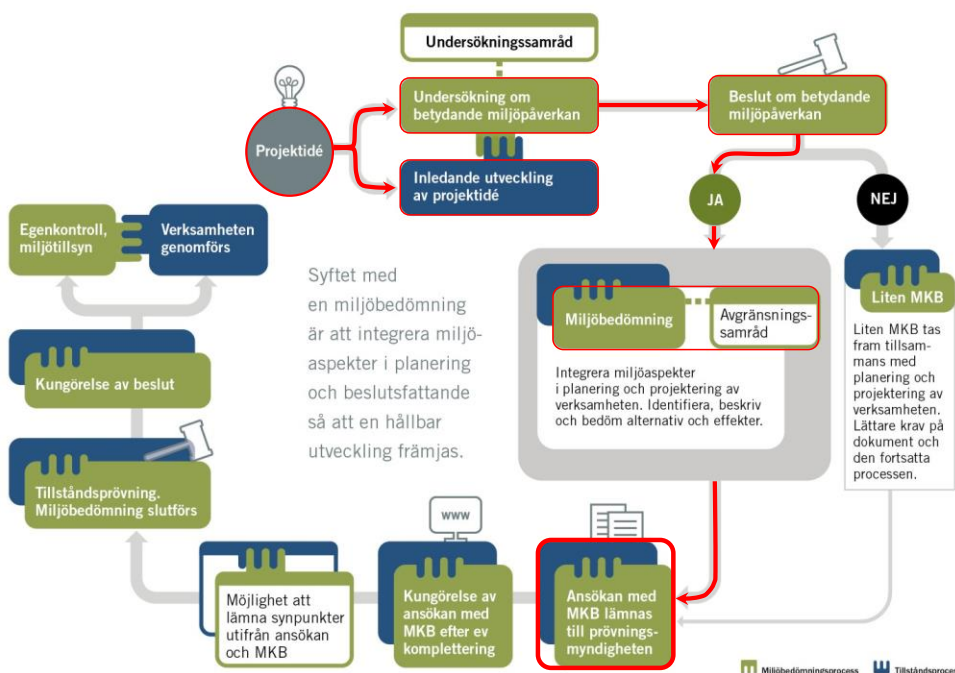 Undersökningssamråd
Undersökning om
betydande miljöpåverkan
Beslut om betydande
miljöpåverkan
Projektidé
Inledande utveckling
av projektidé
JA
NEJ
Egenkontroll,
miljötillsyn
Verksamheten
genomförs
Syftet med
en miljöbedömning
är att integrera miljö-
aspekter i planering
och beslutsfattande
så att en hållbar
utveckling främjas.
Miljöbedömning
Avgränsnings-
samråd
Integrera miljöaspekter
i planering och projektering av
verksamheten. Identifiera, beskriv
och bedöm alternativ och effekter.
Liten MKB
Liten MKB tas
fram tillsam-
mans med
planering och
projektering av
verksamheten.
Lättare krav på
dokument och
den fortsatta
processen.
Kungörelse av beslut
Tillståndsprövning.
Miljöbedömning slutförs
Möjlighet att
lämna synpunkter
utifrån ansökan
och MKB
WWW
Kungörelse av
ansökan med
MKB efter ev
komplettering
Ansökan med
MKB lämnas
till prövnings-
myndigheten
Miljöbedömningsprocess
Tillståndsproces